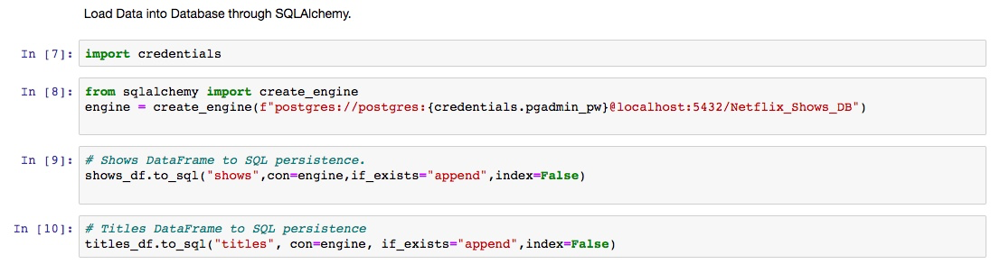 Load Data into Database through SQLAlchemy.
In [7]: import credentials
In [8]: from sqlalchemy import create_engine
engine = create_engine(f"postgres://postgres:{credentials.pgadmin_pw}@localhost:5432/Netflix_Shows_DB")
In [9]: # Shows DataFrame to SQL persistence.
shows_df.to_sql("shows",con=engine,if_exists="append",index=False)
In [10]: # Titles DataFrame to SQL persistence
titles_df.to_sql("titles", con=engine, if_exists="append",index=False)